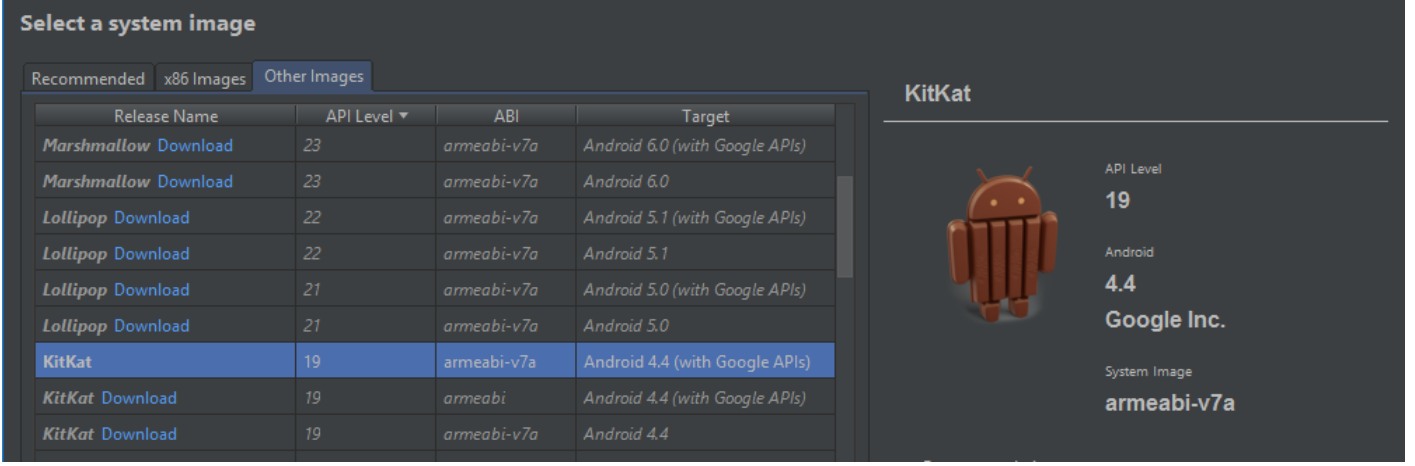 Select a system image
Recommended x86 Images Other Images
Release Name API Level ABI Target
Marshmallow Download 23 armeabi-v7a Android 6.0 (with Google APIs)
Marshmallow Download 23 armeabi-v7a Android 6.0
Lollipop Download 22 armeabi-v7a Android 5.1 (with Google APIs)
Lollipop Download 22 armeabi-v7a Android 5.1
Lollipop Download 21 armeabi-v7a Android 5.0 (with Google APIs)
Lollipop Download 21 armeabi-v7a Android 5.0
KitKat 19 armeabi-v7a Android 4.4 (with Google APIs)
KitKat Download 19 armeabi Android 4.4 (with Google APIs)
KitKat Download 19 armeabi-v7a Android 4.4
KitKat
API Level
19
Android
4.4
Google Inc.
System Image
armeabi-v7a